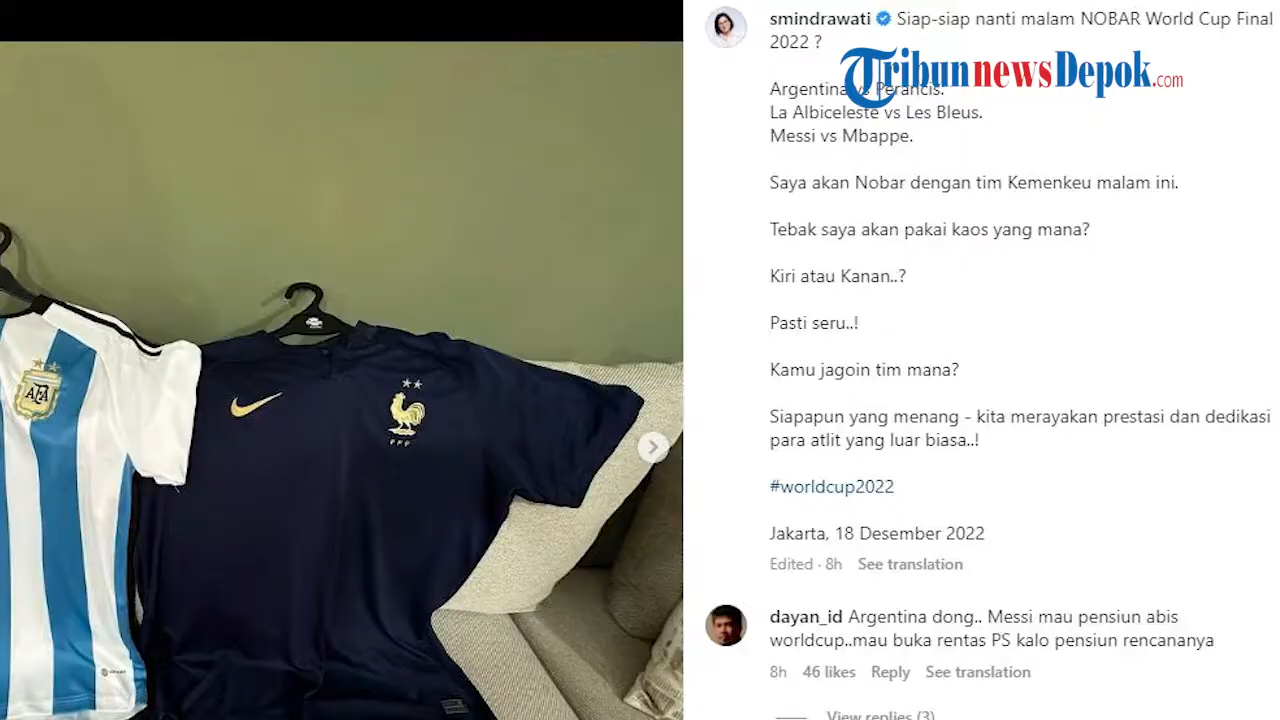 smindrawati Siap-siap nanti malam NOBAR World Cup Final
2022 ?
TribunnewsDepok.com
Argentina vs Perancis.
La Albiceleste vs Les Bleus.
Messi vs Mbappe.
Saya akan Nobar dengan tim Kemenkeu malam ini.
Tebak saya akan pakai kaos yang mana?
Kiri atau Kanan..?
Pasti seru..!
Kamu jagoin tim mana?
Siapapun yang menang - kita merayakan prestasi dan dedikasi
para atlit yang luar biasa..!
#worldcup2022
Jakarta, 18 Desember 2022
Edited · 8h See translation
dayan_id Argentina dong.. Messi mau pensiun abis
worldcup..mau buka rentas PS kalo pensiun rencananya
8h 46 likes Reply See translation
View replies (3)
AFA
FFF